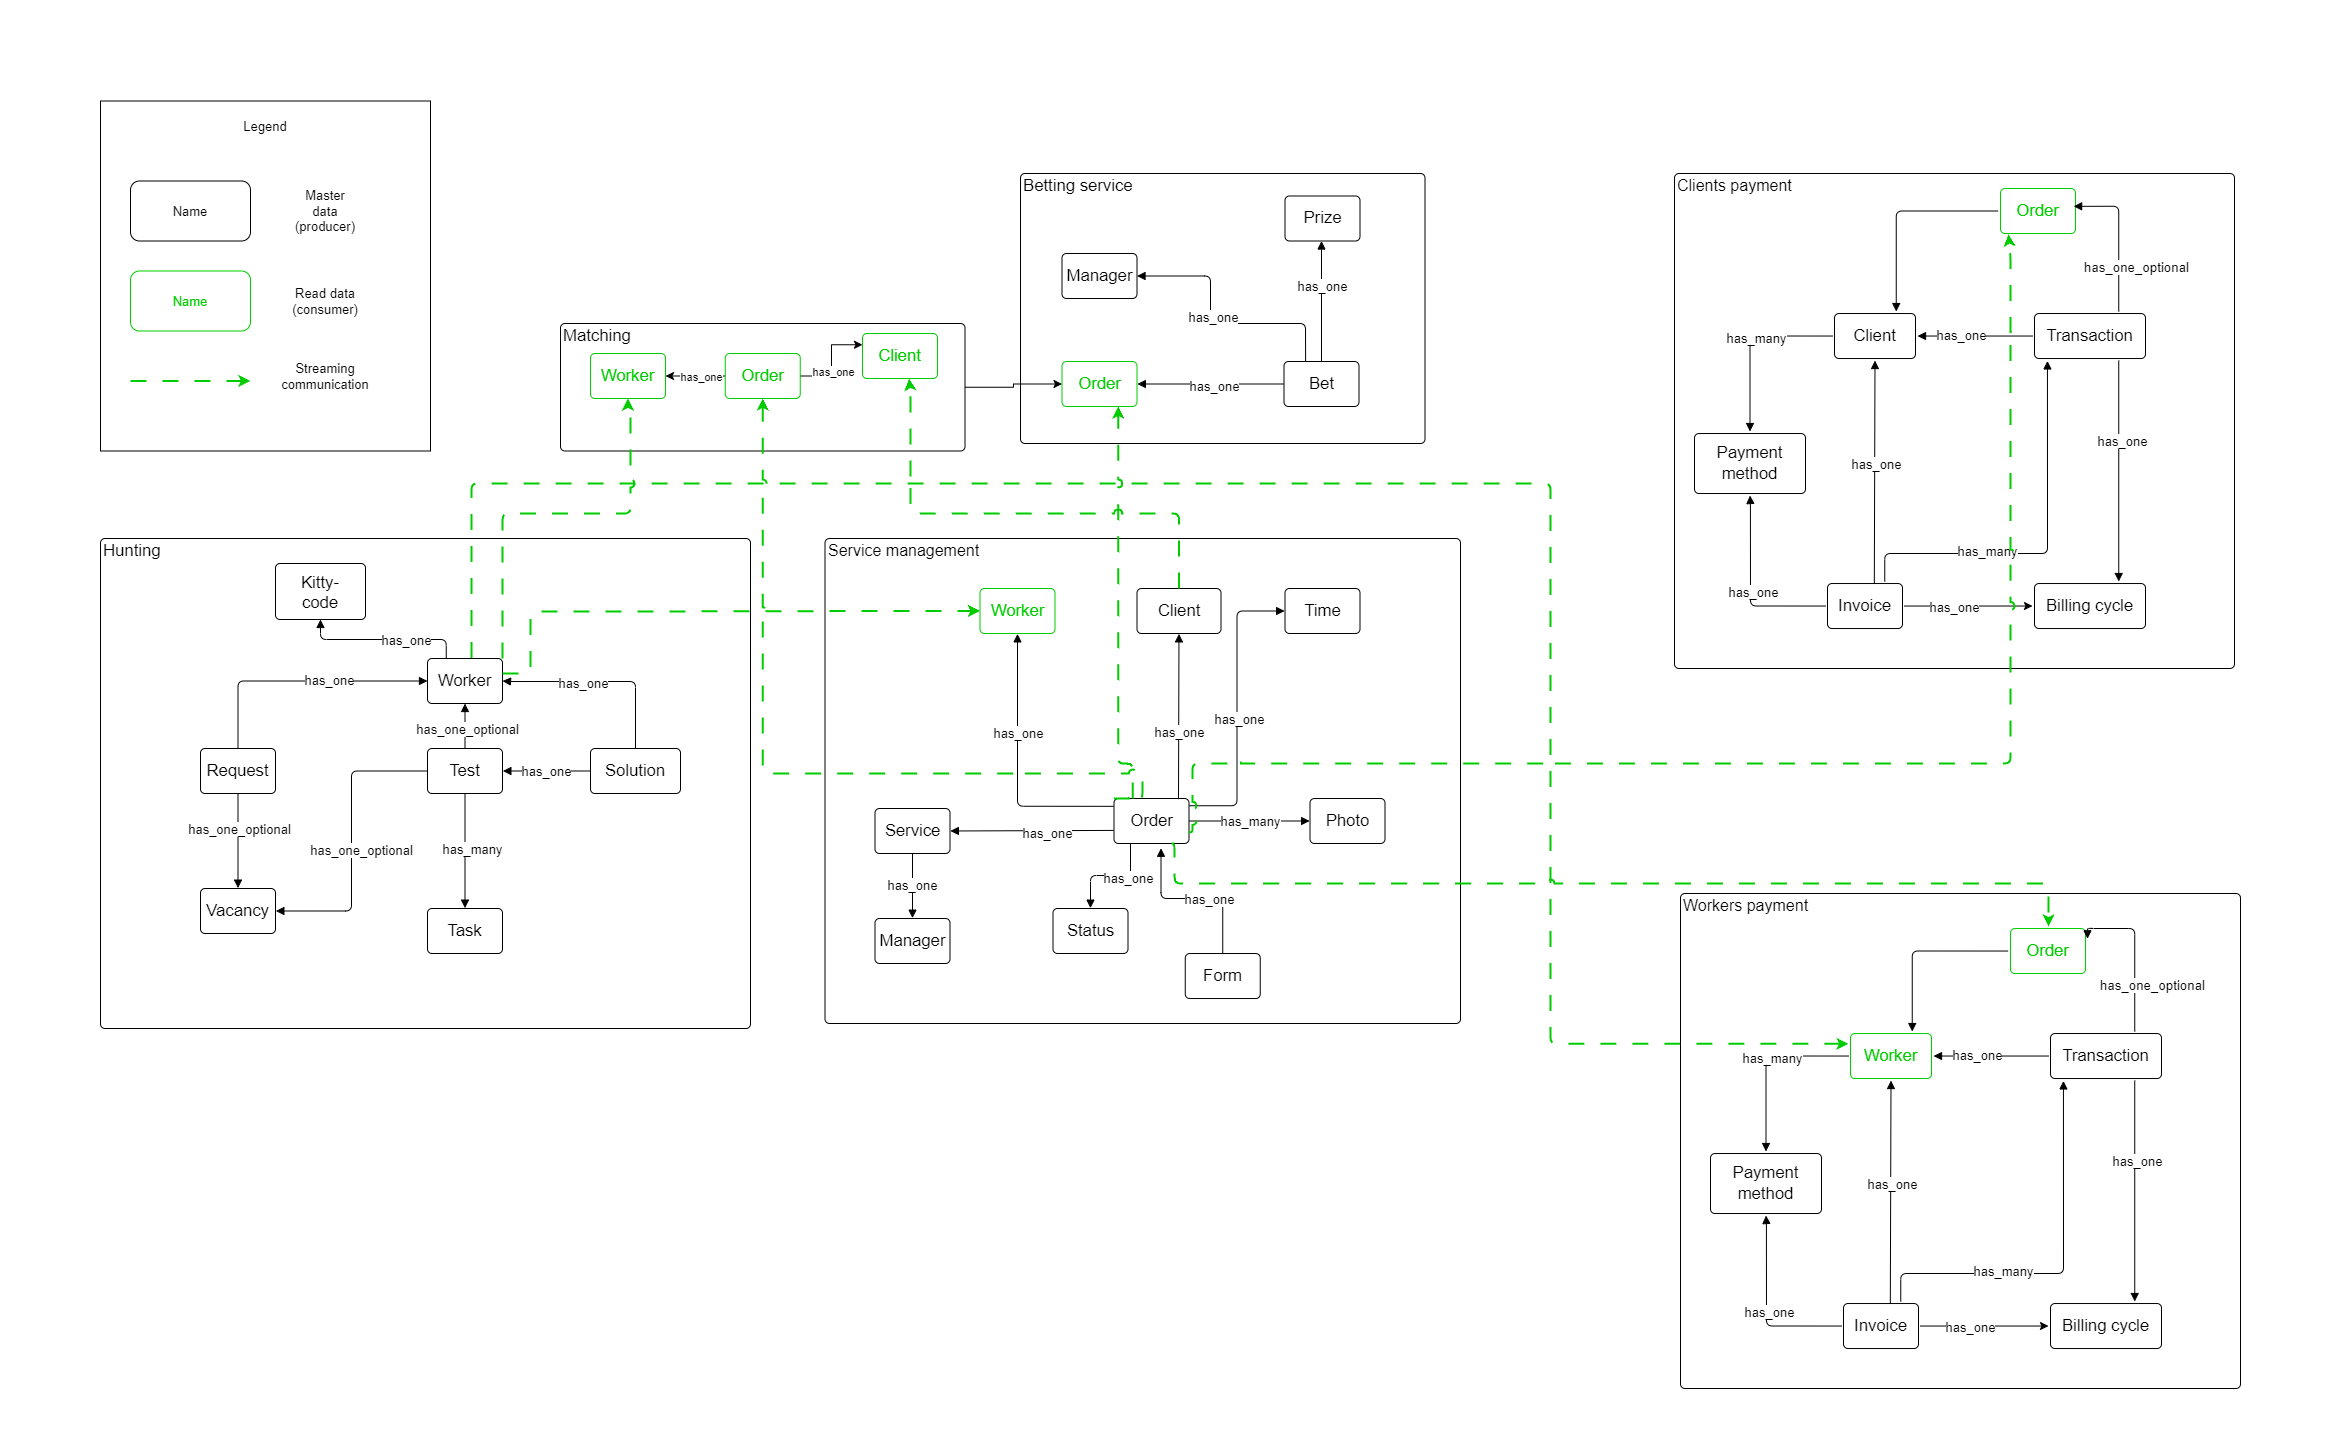 Legend
Name
Master
data
(producer)
Name
Read data
(consumer)
Streaming
communication
Matching
Worker
has_one
Order
has_one
Client
Betting service
Prize
Manager
has_one
has_one
Order
has_one
Bet
Clients payment
Order
has_one_optional
has_many
Client
has_one
Transaction
Payment
method
has_one
has_one
has_many
has_one
Invoice
has_one
Billing cycle
Hunting
Kitty-
code
has_one
has_one
Worker
has_one
has_one_optional
Request
Test
has_one
Solution
has_one_optional
has_one_optional
has_many
Vacancy
Task
Service management
Worker
Client
Time
has_one
has_one
has_one
Service
has_one
Order
has_many
Photo
has_one
has_one
has_one
Manager
Status
Form
Workers payment
Order
has_one_optional
has_many
Worker
has_one
Transaction
Payment
method
has_one
has_one
has_many
has_one
Invoice
has_one
Billing cycle